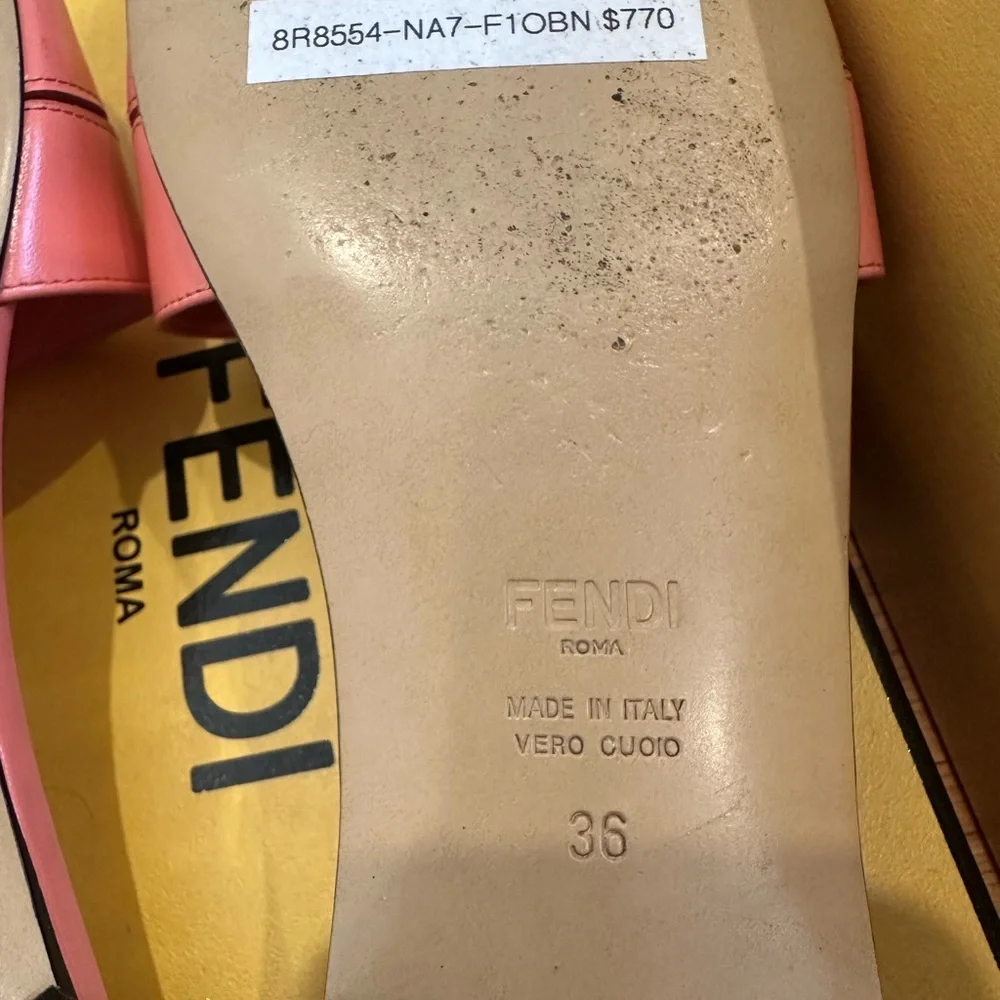 8R8554-NA7-F1OBN $770
FENDI
ROMA
FENDI
ROMA
MADE IN ITALY
VERO CUOIO
36